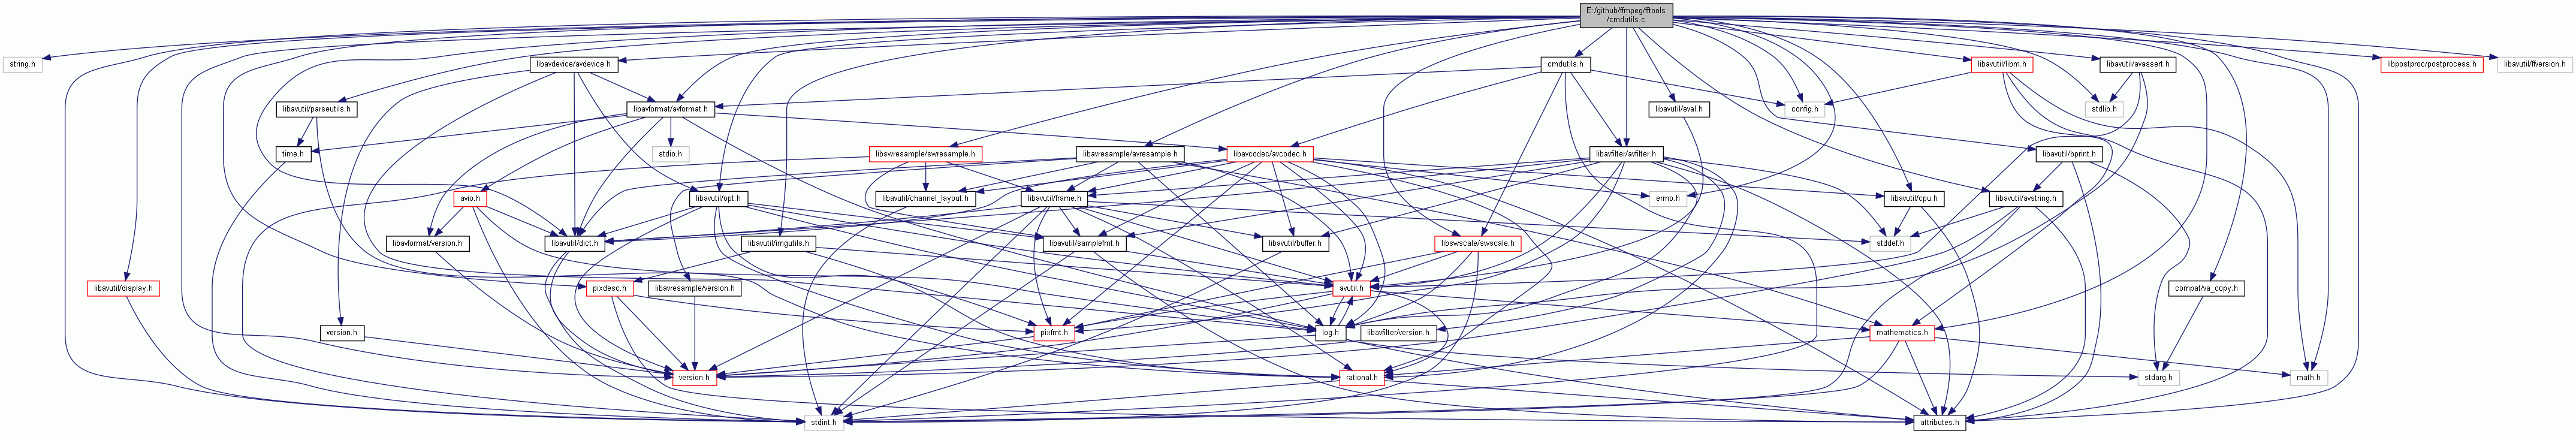 E:/github/ffmpeg/fftools
/cmdutils.c
string.h
libavdevice/avdevice.h
cmdutils.h
libavutil/libm.h
libavutil/avassert.h
libpostproc/postprocess.h
libavutil/ffversion.h
libavutil/parseutils.h
libavformat/avformat.h
libavutil/eval.h
config.h
stdlib.h
time.h
stdio.h
libswresample/swresample.h
libavresample/avresample.h
libavcodec/avcodec.h
libavfilter/avfilter.h
libavutil/bprint.h
avio.h
libavutil/opt.h
libavutil/channel_layout.h
libavutil/frame.h
errno.h
libavutil/cpu.h
libavutil/avstring.h
libavformat/version.h
libavutil/dict.h
libavutil/imgutils.h
libavutil/samplefmt.h
libavutil/buffer.h
libswscale/swscale.h
stddef.h
libavutil/display.h
pixdesc.h
libavresample/version.h
avutil.h
compat/va_copy.h
version.h
pixfmt.h
log.h
libavfilter/version.h
mathematics.h
version.h
rational.h
stdarg.h
math.h
stdint.h
attributes.h